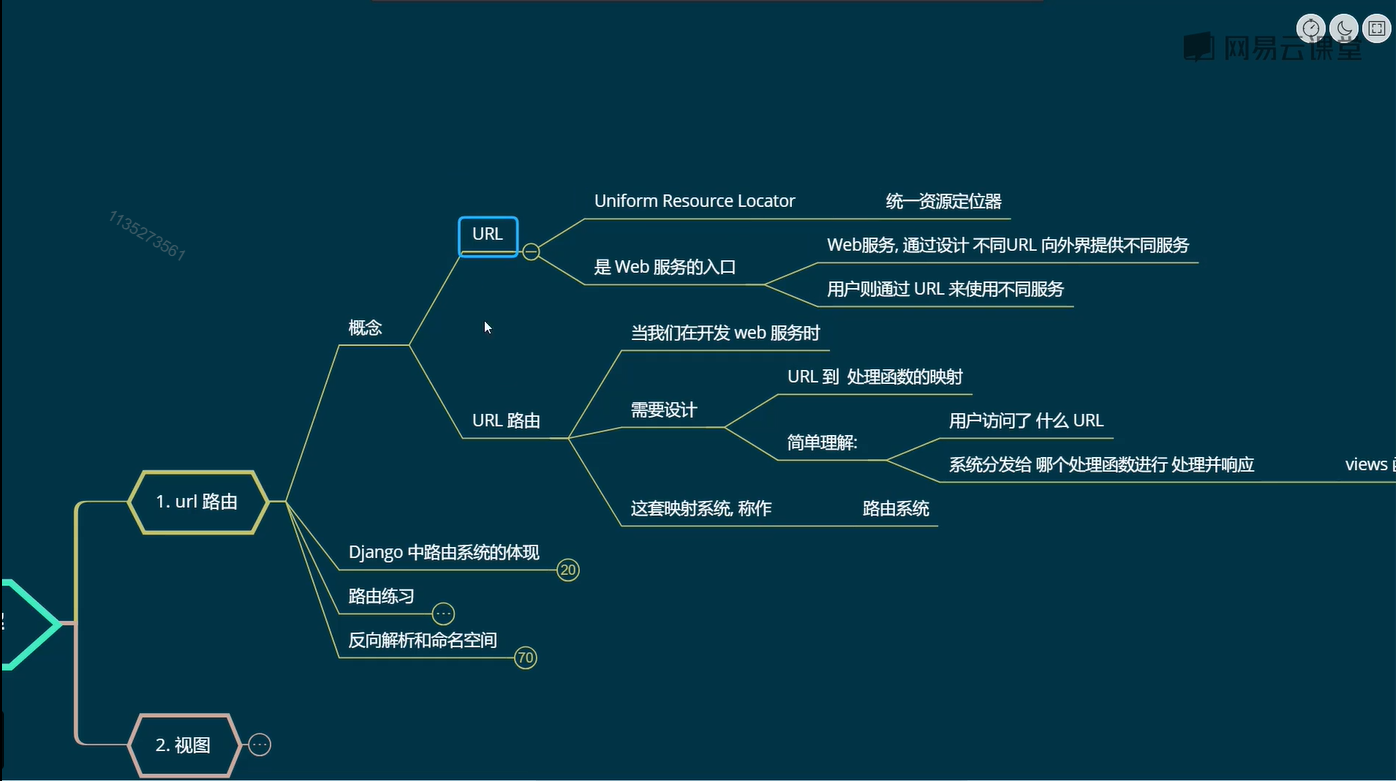 网易云课堂
1135273561
Uniform Resource Locator 统一资源定位器
URL
Web服务, 通过设计 不同URL 向外界提供不同服务
是 Web 服务的入口
用户则通过 URL 来使用不同服务
概念
当我们在开发 web 服务时
URL 到 处理函数的映射
需要设计
URL 路由
用户访问了 什么 URL
简单理解:
系统分发给 哪个处理函数进行 处理并响应 views
1. url 路由
这套映射系统, 称作 路由系统
Django 中路由系统的体现 20
路由练习
反向解析和命名空间 70
2. 视图